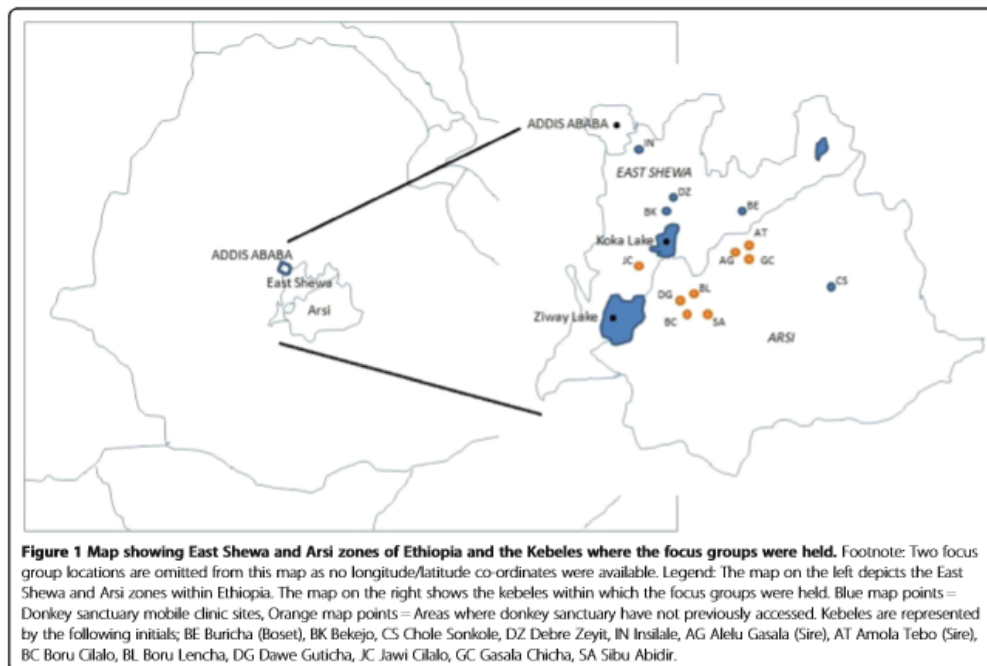 ADDIS ABABA
IN
EAST SHEWA
DZ
BK
BE
Koka Lake
AT
AG
GC
JC
ADDIS ABABA
East Shewa
Arsi
DG
BL
CS
Ziway Lake
BC
SA
ARSI
Figure 1 Map showing East Shewa and Arsi zones of Ethiopia and the Kebeles where the focus groups were held. Footnote: Two focus
group locations are omitted from this map as no longitude/latitude co-ordinates were available. Legend: The map on the left depicts the East
Shewa and Arsi zones within Ethiopia. The map on the right shows the kebeles within which the focus groups were held. Blue map points =
Donkey sanctuary mobile clinic sites, Orange map points = Areas where donkey sanctuary have not previously accessed. Kebeles are represented
by the following initials; BE Buricha (Boset), BK Bekejo, CS Chole Sonkole, DZ Debre Zeyit, IN Insilale, AG Alelu Gasala (Sire), AT Amola Tebo (Sire),
BC Boru Cilalo, BL Boru Lencha, DG Dawe Guticha, JC Jawi Cilalo, GC Gasala Chicha, SA Sibu Abidir.